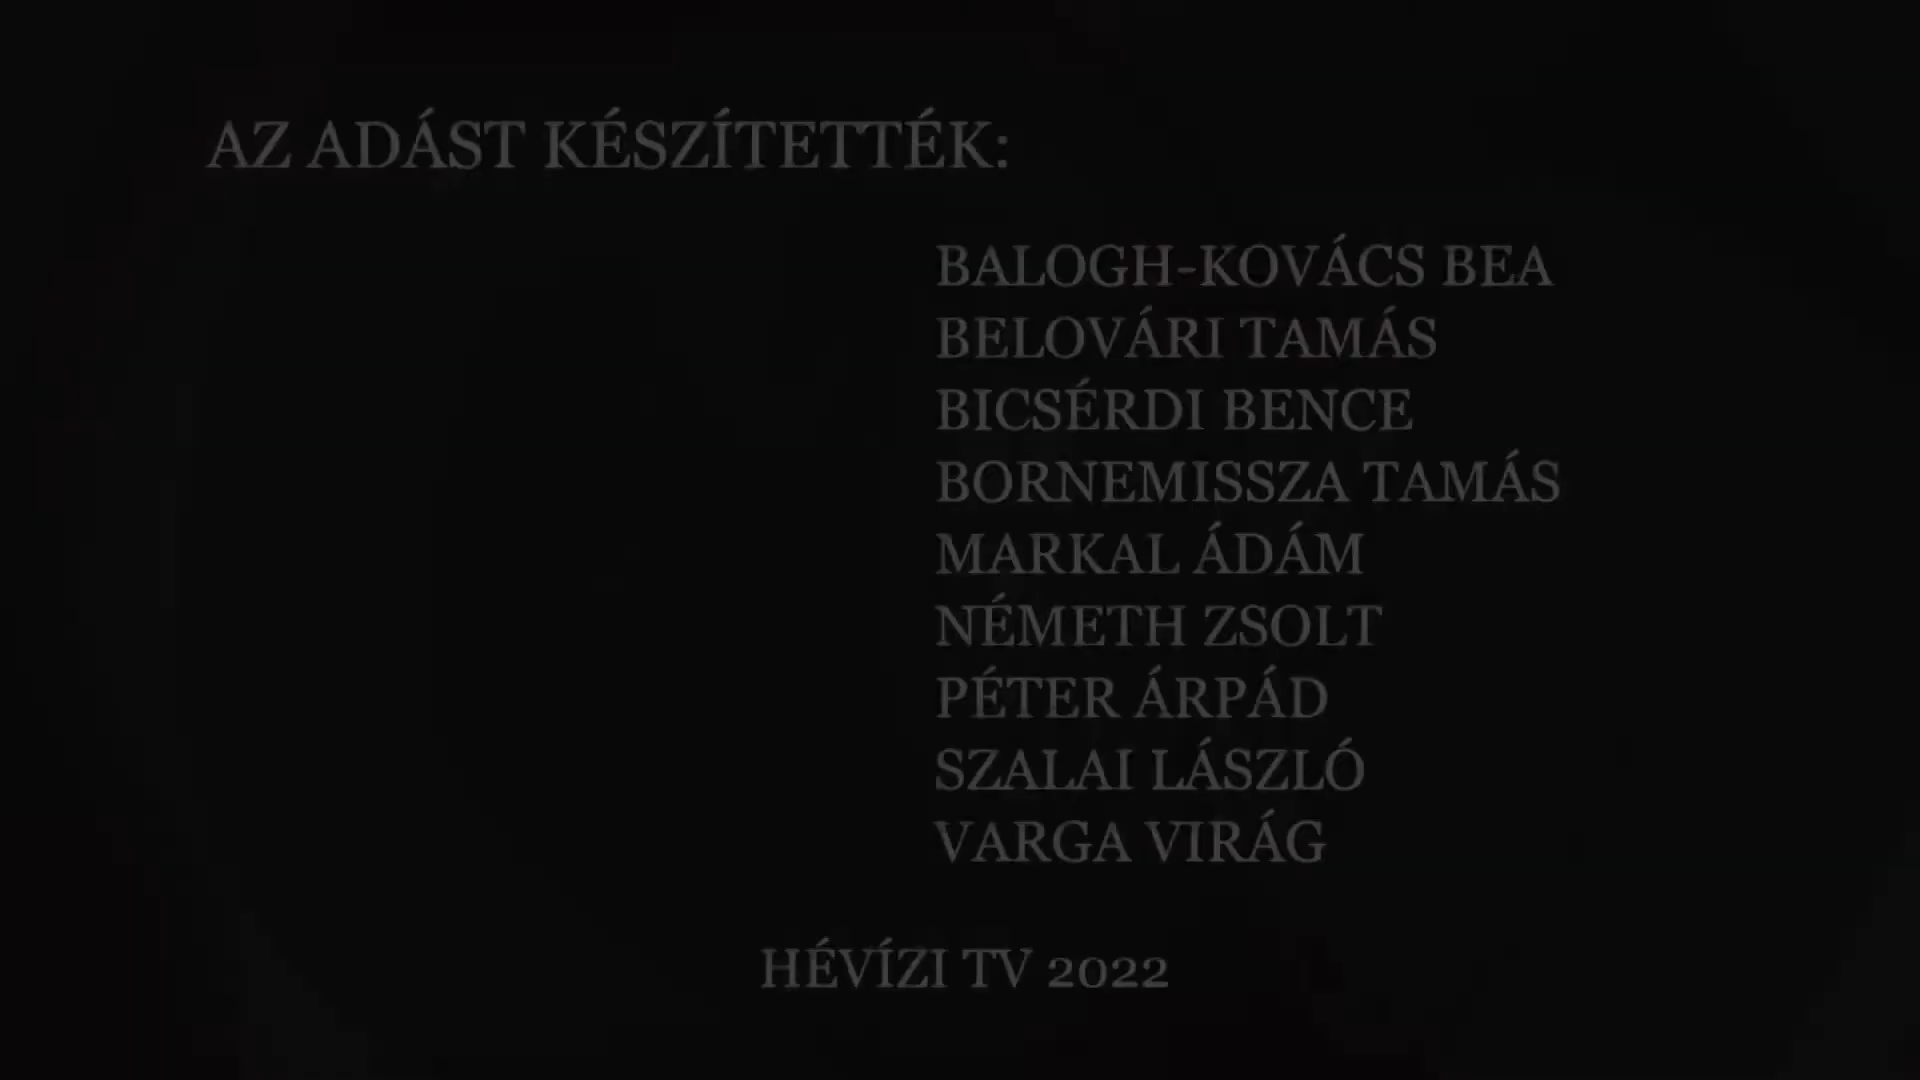 AZ ADÁST KÉSZÍTETTÉK:
BALOGH-KOVÁCS BEA
BELOVÁRI TAMÁS
BICSÉRDI BENCE
BORNEMISSZA TAMÁS
MARKAL ÁDÁM
NÉMETH ZSOLT
PÉTER ÁRPÁD
SZALAI LÁSZLÓ
VARGA VIRÁG
HÉVÍZI TV 2022